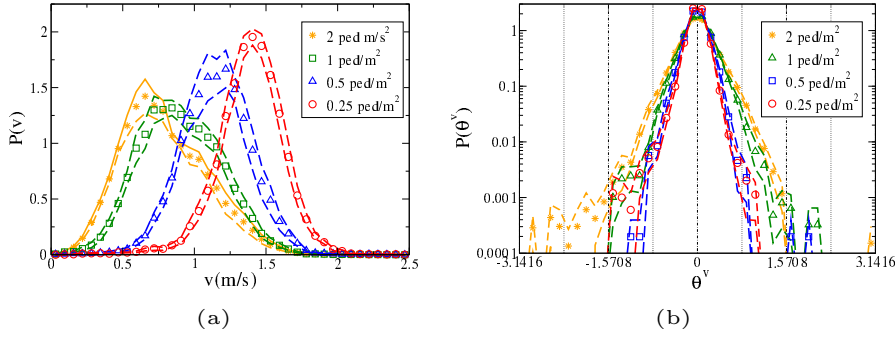 2
1.5
1
0.5
0
P(v)
2 ped m/s²
1 ped/m²
0.5 ped/m²
0.25 ped/m²
0 0.5 1 1.5 2 2.5
v(m/s)
(a)
1
0.1
0.01
0.001
0.0001
P(θᵛ)
2 ped/m²
1 ped/m²
0.5 ped/m²
0.25 ped/m²
-3.1416 -1.5708 0 1.5708 3.1416
θᵛ
(b)